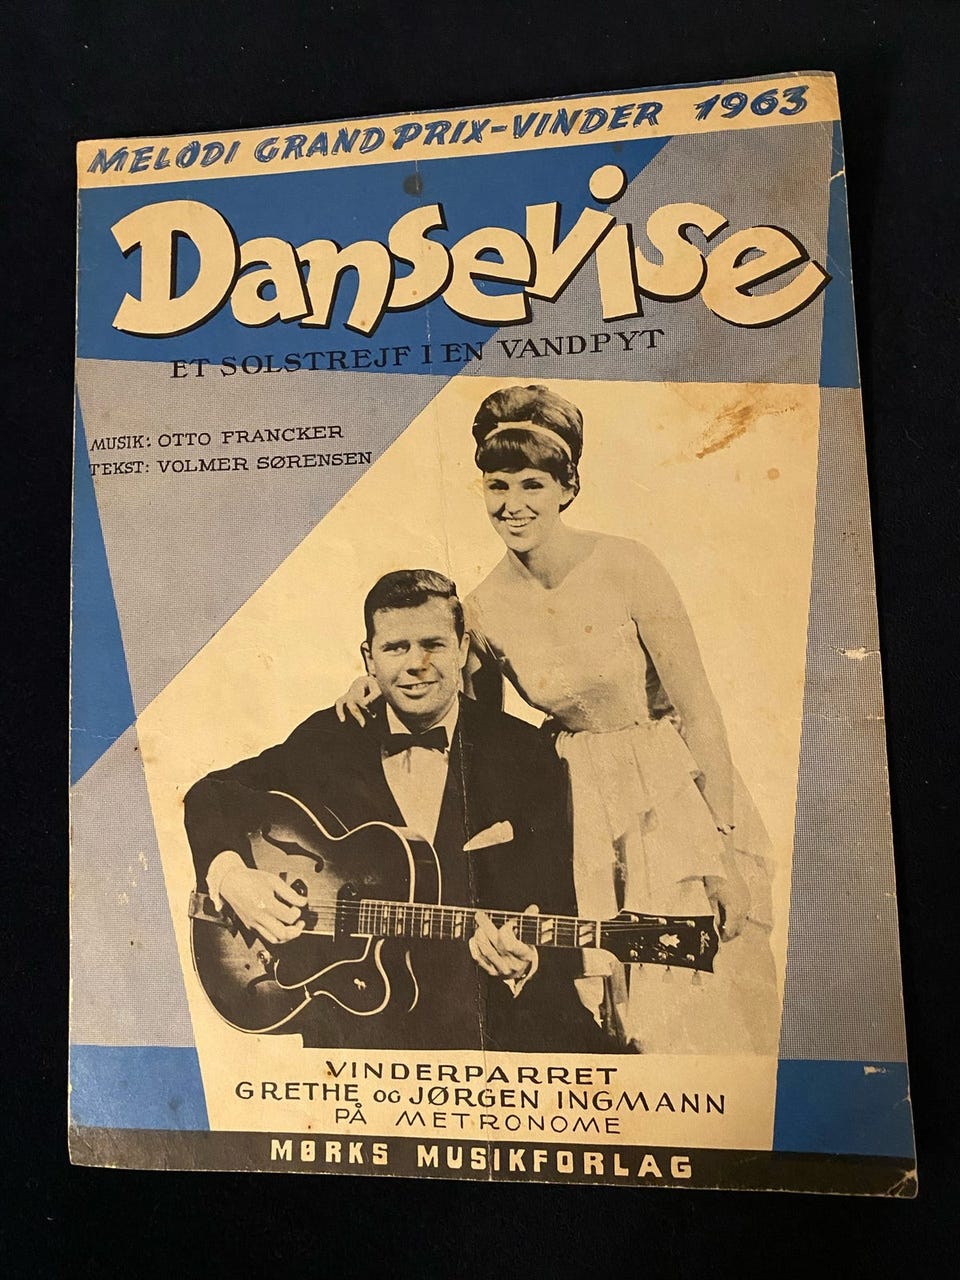 MELODI GRAND PRIX-VINDER 1963
Dansevise
ET SOLSTREJF I EN VANDPYT
MUSIK: OTTO FRANCKER
TEKST: VOLMER SØRENSEN
VINDERPARRET
GRETHE OG JØRGEN INGMANN
PÅ METRONOME
MØRKS MUSIKFORLAG